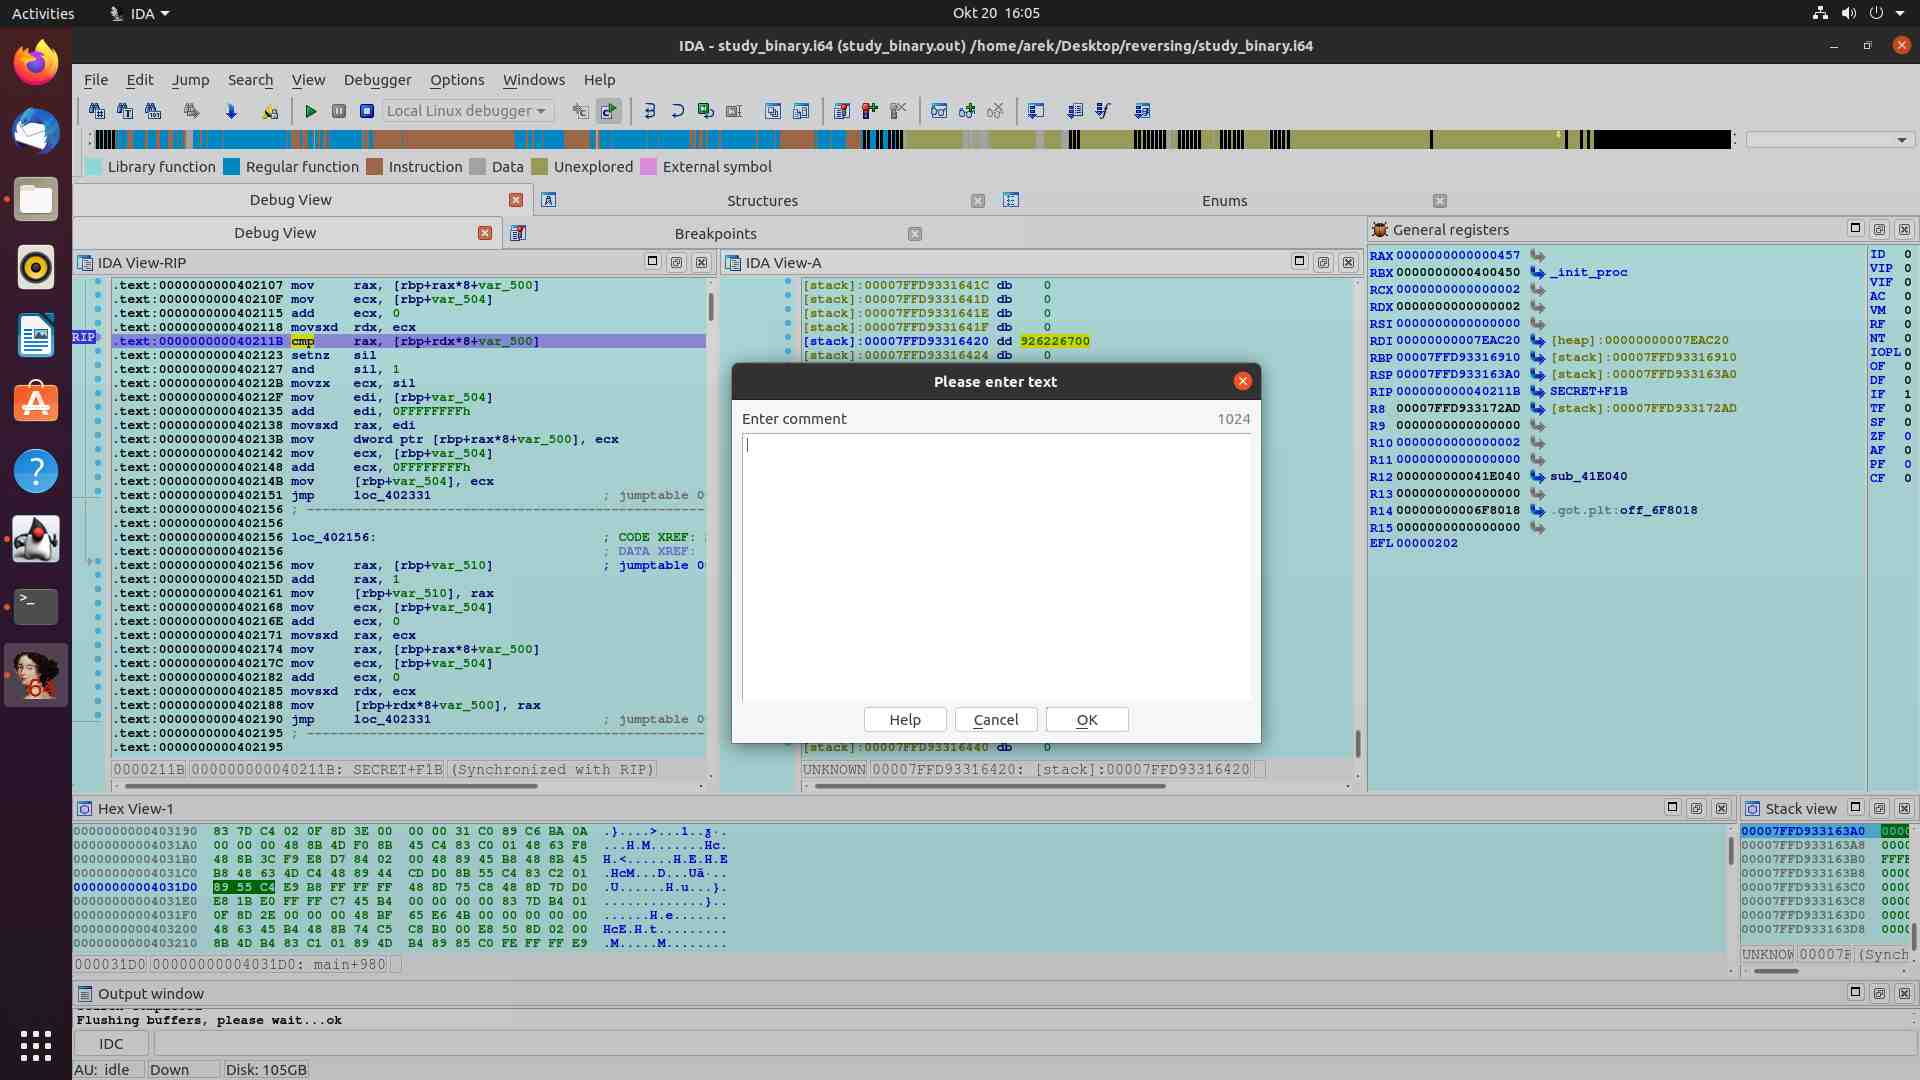 Activities
IDA
Okt 20 16:05
IDA - study_binary.i64 (study_binary.out) /home/arek/Desktop/reversing/study_binary.i64
File Edit Jump Search View Debugger Options Windows Help
Local Linux debugger
Library function Regular function Instruction Data Unexplored External symbol
Debug View Structures Enums
Debug View Breakpoints
IDA View-RIP
RIP
.text:0000000000402107 mov rax, [rbp+rax*8+var_500]
.text:000000000040210F mov ecx, [rbp+var_504]
.text:0000000000402115 add ecx, 0
.text:0000000000402118 movsxd rdx, ecx
.text:000000000040211B cmp rax, [rbp+rdx*8+var_500]
.text:0000000000402123 setnz sil
.text:0000000000402127 and sil, 1
.text:000000000040212B movzx ecx, sil
.text:000000000040212F mov edi, [rbp+var_504]
.text:0000000000402135 add edi, 0FFFFFFFFh
.text:0000000000402138 movsxd rax, edi
.text:000000000040213B mov dword ptr [rbp+rax*8+var_500], ecx
.text:0000000000402142 mov ecx, [rbp+var_504]
.text:0000000000402148 add ecx, 0FFFFFFFFh
.text:000000000040214B mov [rbp+var_504], ecx
.text:0000000000402151 jmp loc_402331 ; jumptable 0
.text:0000000000402156 ; ---------------------------------------------------
.text:0000000000402156
.text:0000000000402156 loc_402156: ; CODE XREF:
.text:0000000000402156 ; DATA XREF:
.text:0000000000402156 mov rax, [rbp+var_510] ; jumptable 0
.text:000000000040215D add rax, 1
.text:0000000000402161 mov [rbp+var_510], rax
.text:0000000000402168 mov ecx, [rbp+var_504]
.text:000000000040216E add ecx, 0
.text:0000000000402171 movsxd rax, ecx
.text:0000000000402174 mov rax, [rbp+rax*8+var_500]
.text:000000000040217C mov ecx, [rbp+var_504]
.text:0000000000402182 add ecx, 0
.text:0000000000402185 movsxd rdx, ecx
.text:0000000000402188 mov [rbp+rdx*8+var_500], rax
.text:0000000000402190 jmp loc_402331 ; jumptable 0
.text:0000000000402195 ; ---------------------------------------------------
.text:0000000000402195
0000211B 000000000040211B: SECRET+F1B (Synchronized with RIP)
IDA View-A
[stack]:00007FFD9331641C db 0
[stack]:00007FFD9331641D db 0
[stack]:00007FFD9331641E db 0
[stack]:00007FFD9331641F db 0
[stack]:00007FFD93316420 dd 926226700
[stack]:00007FFD93316424 db 0
[stack]:00007FFD93316440 db 0
UNKNOWN 00007FFD93316420: [stack]:00007FFD93316420
Please enter text
Enter comment 1024
Help Cancel OK
General registers
RAX 0000000000000457
RBX 0000000000400450 _init_proc
RCX 0000000000000002
RDX 0000000000000002
RSI 0000000000000000
RDI 00000000007EAC20 [heap]:00000000007EAC20
RBP 00007FFD93316910 [stack]:00007FFD93316910
RSP 00007FFD933163A0 [stack]:00007FFD933163A0
RIP 000000000040211B SECRET+F1B
R8 00007FFD933172AD [stack]:00007FFD933172AD
R9 0000000000000000
R10 0000000000000002
R11 0000000000000000
R12 000000000041E040 sub_41E040
R13 0000000000000000
R14 00000000006F8018 .got.plt:off_6F8018
R15 0000000000000000
EFL 00000202
ID 0
VIP 0
VIF 0
AC 0
VM 0
RF 0
NT 0
IOPL 0
OF 0
DF 0
IF 1
TF 0
SF 0
ZF 0
AF 0
PF 0
CF 0
Hex View-1
0000000000403190 83 7D C4 02 0F 8D 3E 00 00 00 31 C0 89 C6 BA 0A
00000000004031A0 00 00 00 48 8B 4D F0 8B 45 C4 83 C0 01 48 63 F8
00000000004031B0 48 8B 3C F9 E8 D7 84 02 00 48 89 45 B8 48 8B 45
00000000004031C0 B8 48 63 4D C4 48 89 44 CD D0 8B 55 C4 83 C2 01
00000000004031D0 89 55 C4 E9 B8 FF FF FF 48 8D 75 C8 48 8D 7D D0
00000000004031E0 E8 1B E0 FF FF C7 45 B4 00 00 00 00 83 7D B4 01
00000000004031F0 0F 8D 2E 00 00 00 48 BF 65 E6 4B 00 00 00 00 00
0000000000403200 48 63 45 B4 48 8B 74 C5 C8 B0 00 E8 50 8D 02 00
0000000000403210 8B 4D B4 83 C1 01 89 4D B4 89 85 C0 FE FF FF E9
000031D0 00000000004031D0: main+980
Stack view
00007FFD933163A0 0000
00007FFD933163A8 0000
00007FFD933163B0 FFFF
00007FFD933163B8 0000
00007FFD933163C0 0000
00007FFD933163C8 0000
00007FFD933163D0 0000
00007FFD933163D8 0000
UNKNOW 00007F (Synch
Output window
Flushing buffers, please wait...ok
IDC
AU: idle Down Disk: 105GB
64